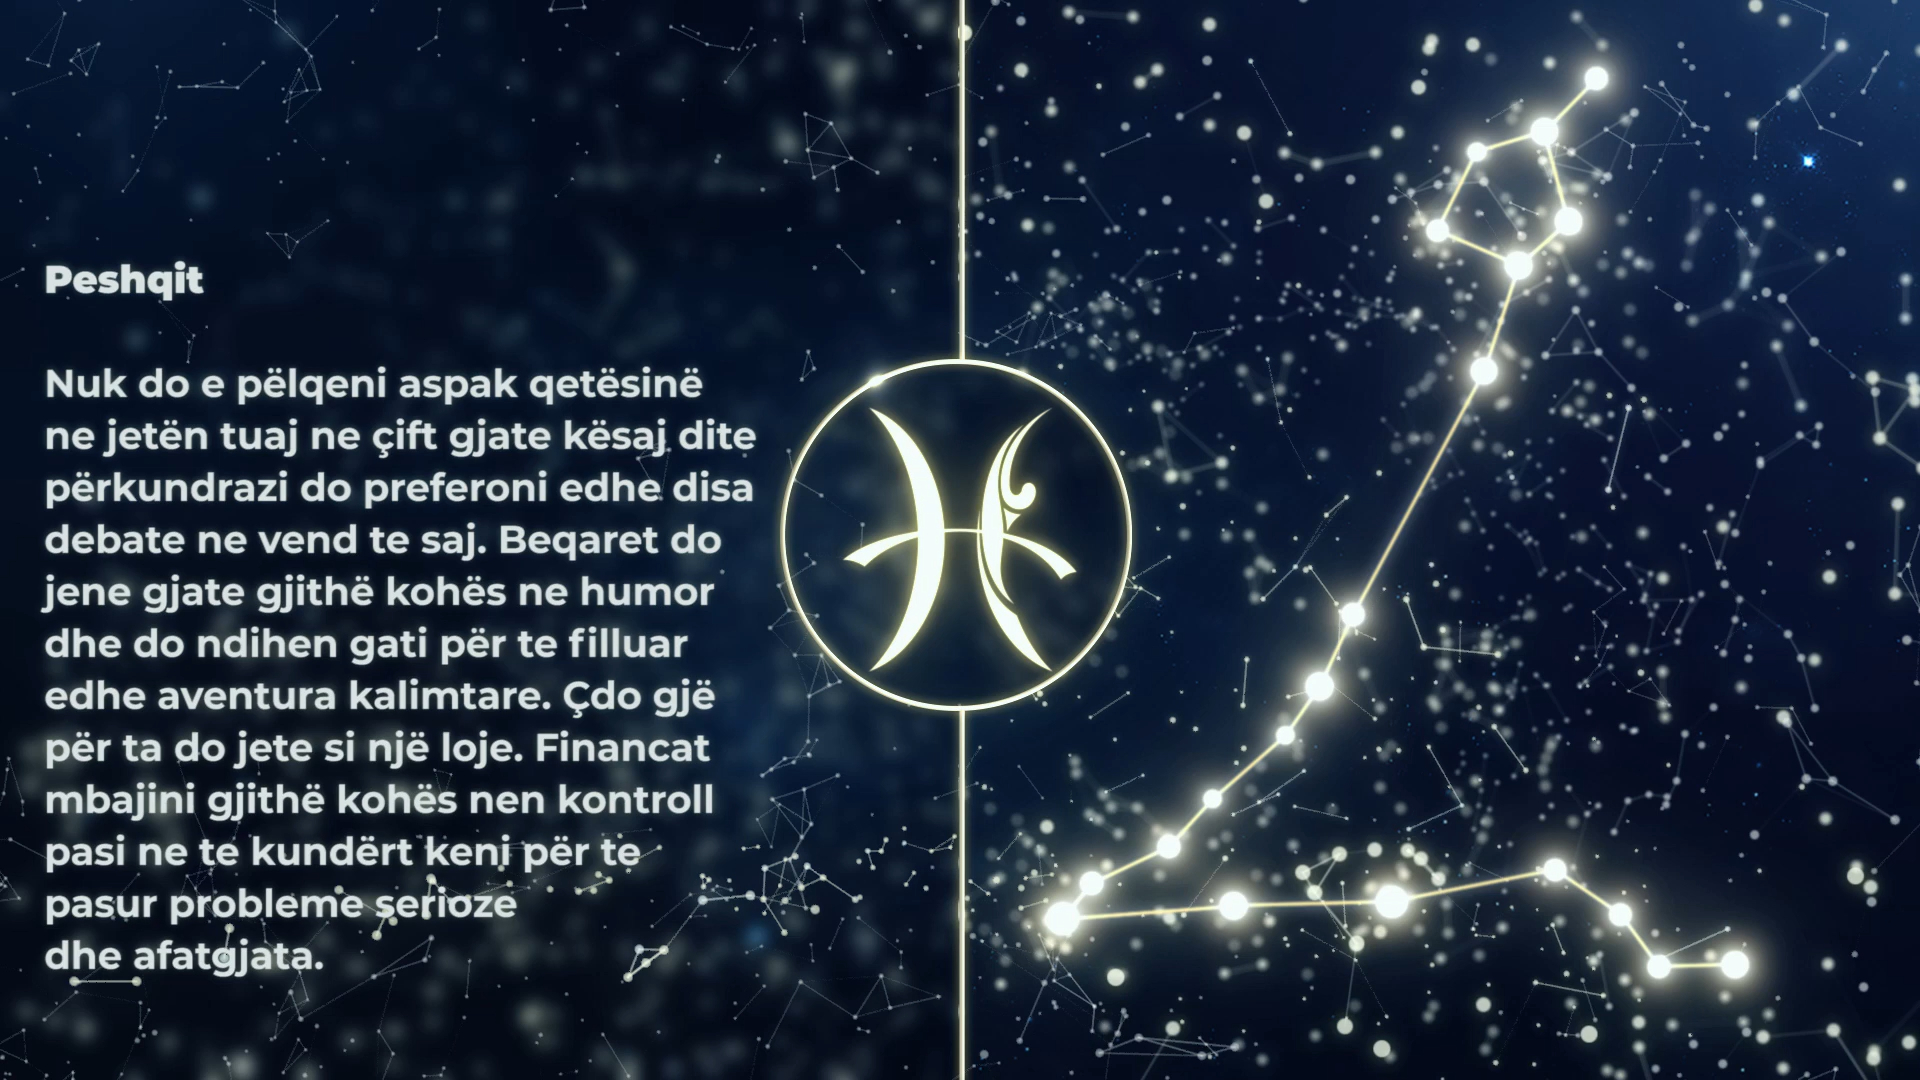 Peshqit
Nuk do e pëlqeni aspak qetësinë
ne jetën tuaj ne çift gjate kësaj dite
përkundrazi do preferoni edhe disa
debate ne vend te saj. Beqaret do
jene gjate gjithë kohës ne humor
dhe do ndihen gati për te filluar
edhe aventura kalimtare. Çdo gjë
për ta do jete si një loje. Financat
mbajini gjithë kohës nen kontroll
pasi ne te kundërt keni për te
pasur probleme serioze
dhe afatgjata.